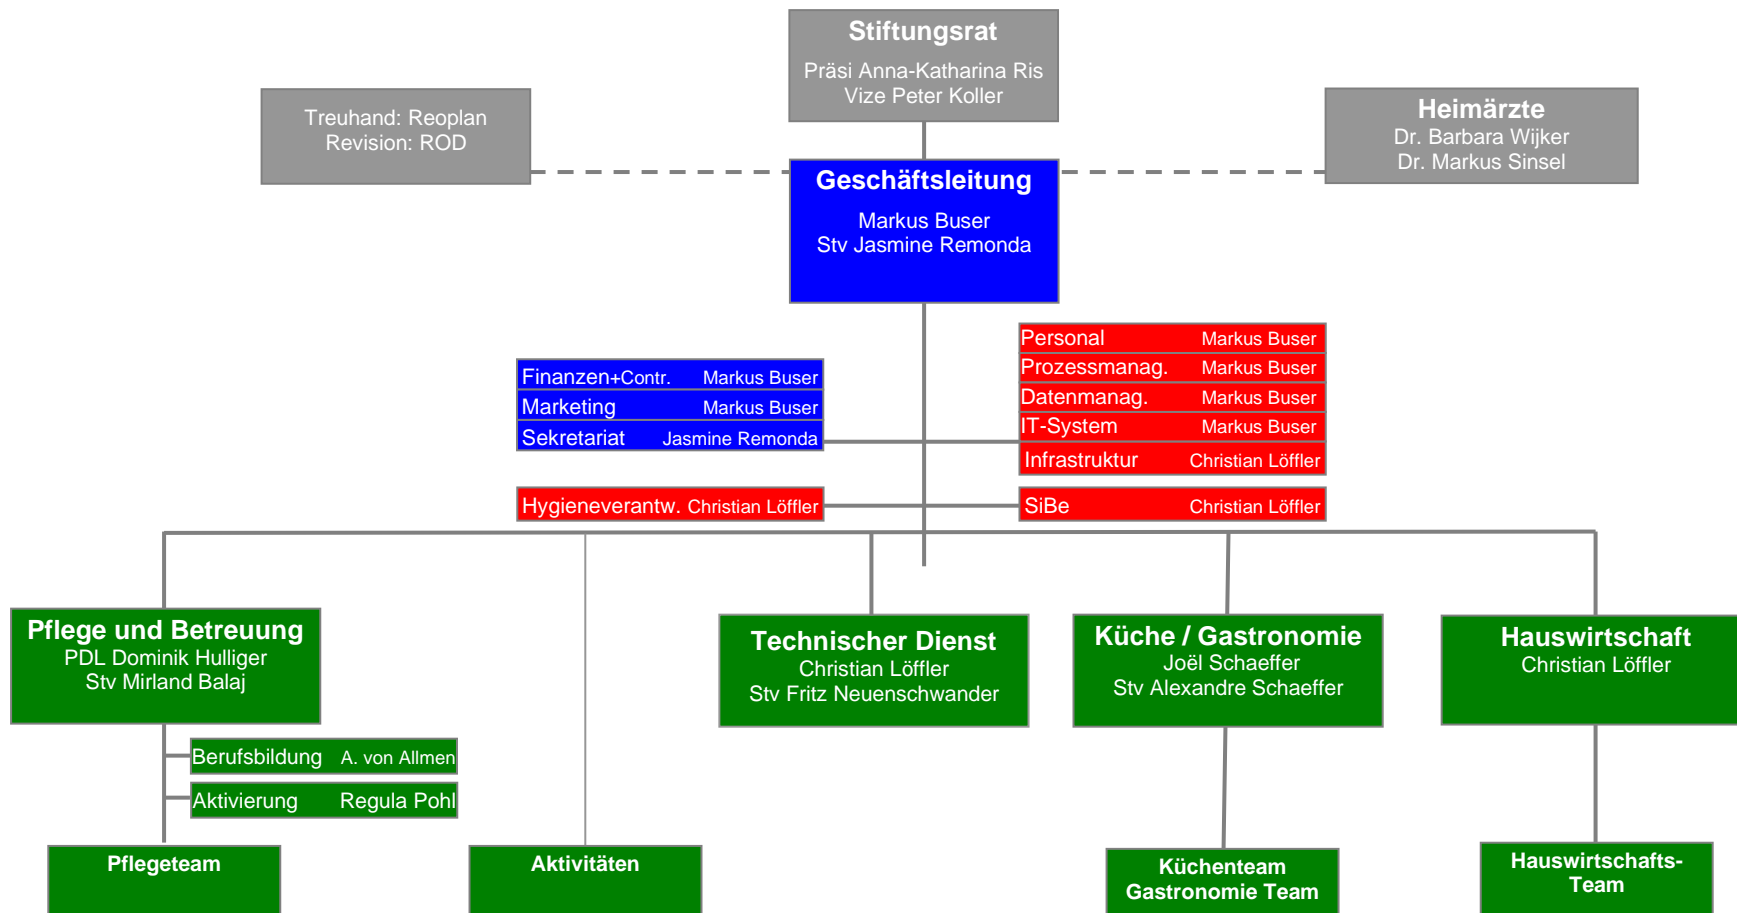 Stiftungsrat
Präsi Anna-Katharina Ris
Vize Peter Koller
Treuhand: Reoplan
Revision: ROD
Heimärzte
Dr. Barbara Wijker
Dr. Markus Sinsel
Geschäftsleitung
Markus Buser
Stv Jasmine Remonda
Finanzen+Contr. Markus Buser
Marketing Markus Buser
Sekretariat Jasmine Remonda
Personal Markus Buser
Prozessmanag. Markus Buser
Datenmanag. Markus Buser
IT-System Markus Buser
Infrastruktur Christian Löffler
Hygieneverantw. Christian Löffler
SiBe Christian Löffler
Pflege und Betreuung
PDL Dominik Hulliger
Stv Mirland Balaj
Technischer Dienst
Christian Löffler
Stv Fritz Neuenschwander
Küche / Gastronomie
Joël Schaeffer
Stv Alexandre Schaeffer
Hauswirtschaft
Christian Löffler
Berufsbildung A. von Allmen
Aktivierung Regula Pohl
Pflegeteam
Aktivitäten
Küchenteam
Gastronomie Team
Hauswirtschafts-
Team